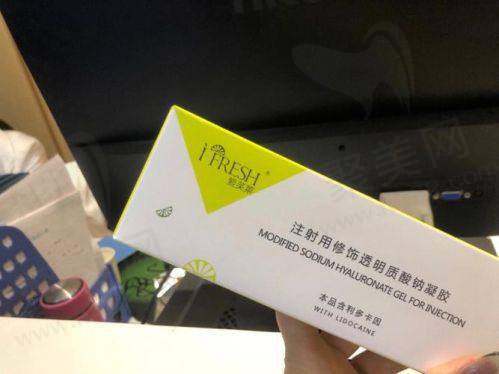 iFRESH®
爱芙莱
注射用修饰透明质酸钠凝胶
MODIFIED SODIUM HYALURONATE GEL FOR INJECTION
本品含利多卡因
WITH LIDOCAINE